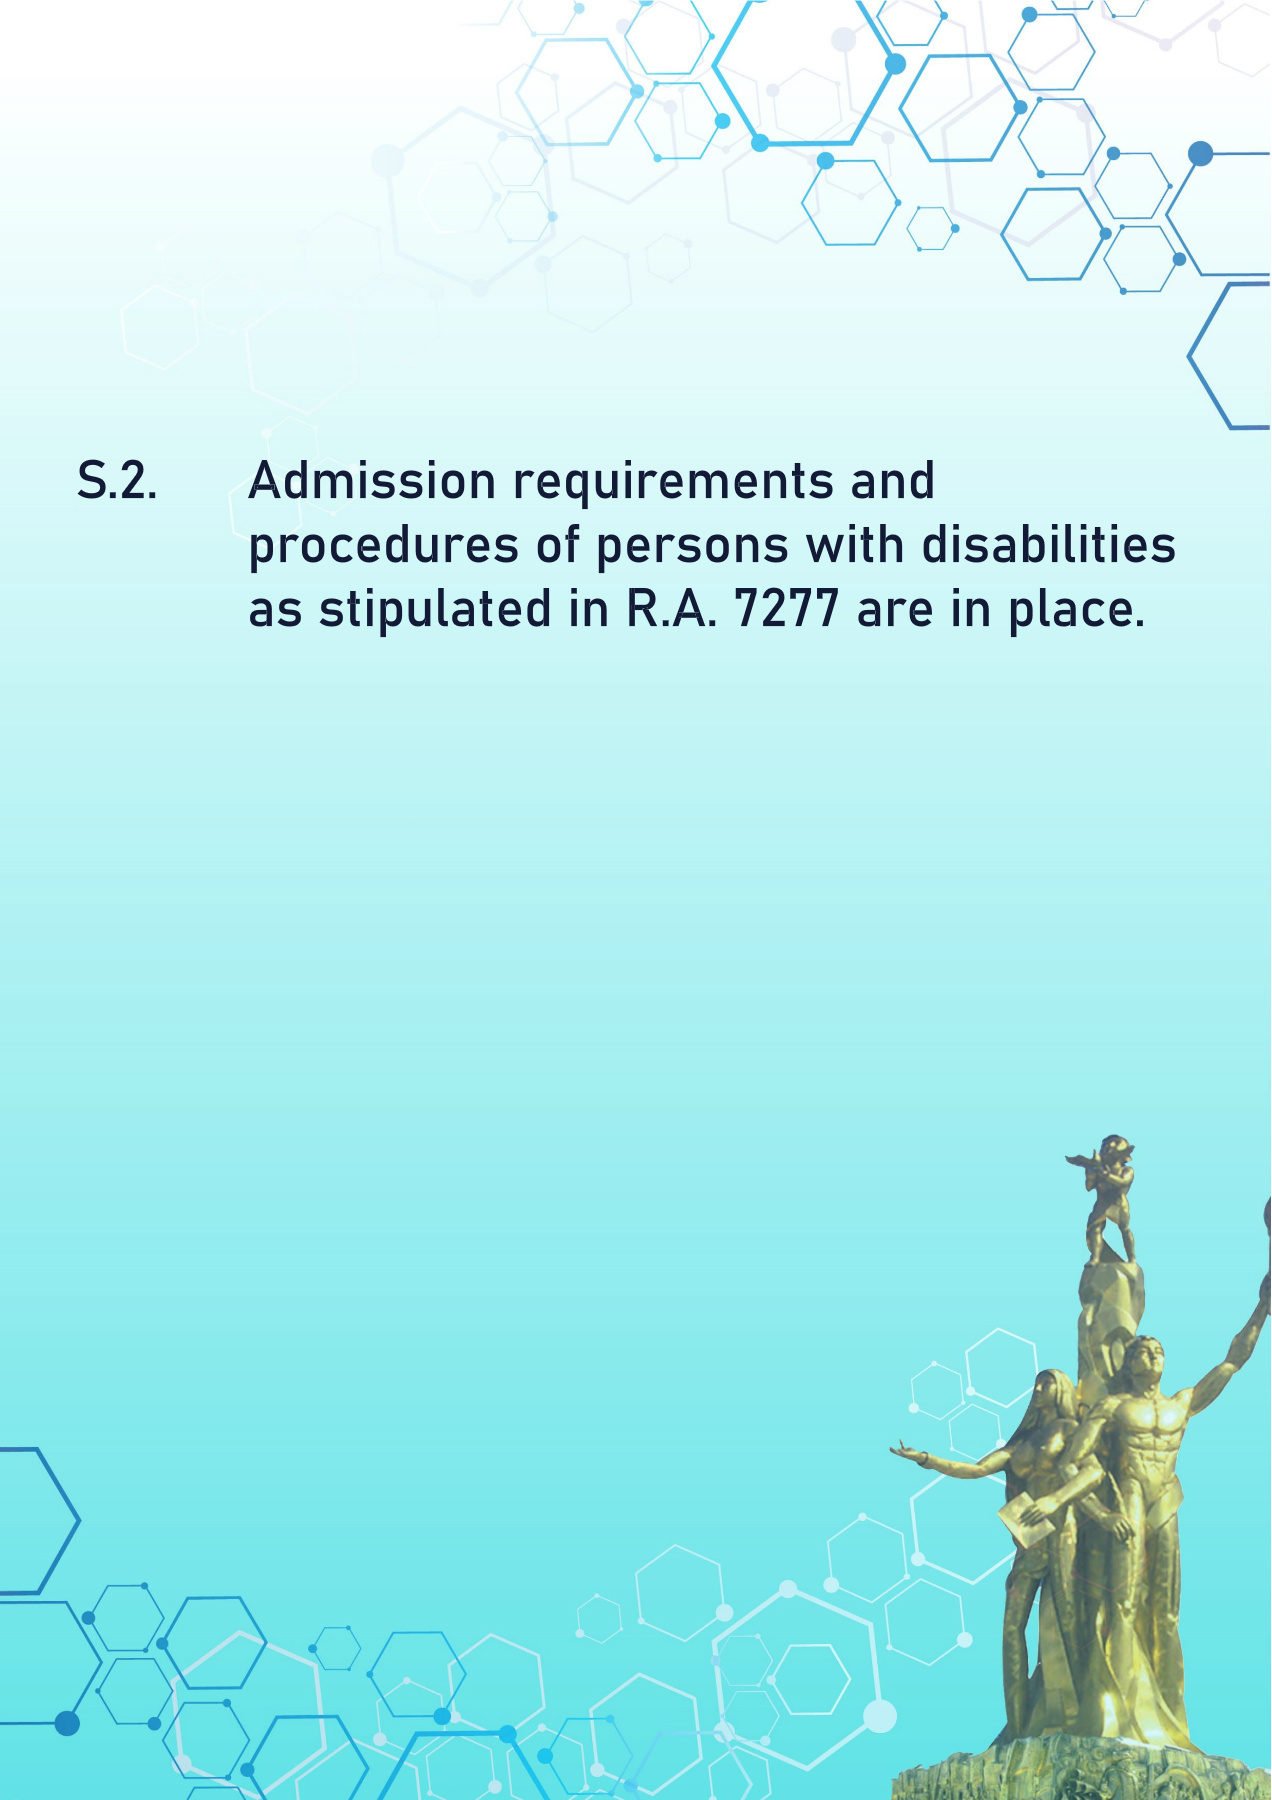 S.2. Admission requirements and
procedures of persons with disabilities
as stipulated in R.A. 7277 are in place.